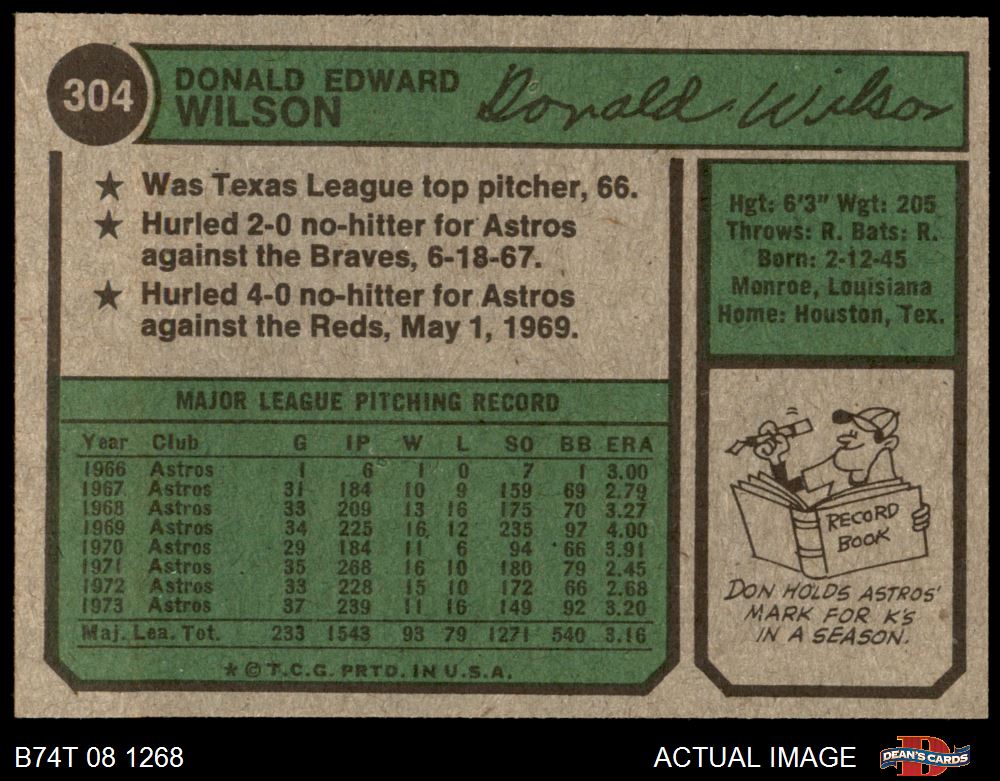 304
DONALD EDWARD
WILSON
Donald Wilson
★ Was Texas League top pitcher, 66.
★ Hurled 2-0 no-hitter for Astros
against the Braves, 6-18-67.
★ Hurled 4-0 no-hitter for Astros
against the Reds, May 1, 1969.
Hgt: 6'3" Wgt: 205
Throws: R. Bats: R.
Born: 2-12-45
Monroe, Louisiana
Home: Houston, Tex.
MAJOR LEAGUE PITCHING RECORD
Year Club G IP W L SO BB ERA
1966 Astros 1 6 1 0 7 1 3.00
1967 Astros 31 184 10 9 159 69 2.79
1968 Astros 33 209 13 16 175 70 3.27
1969 Astros 34 225 16 12 235 97 4.00
1970 Astros 29 184 11 6 94 66 3.91
1971 Astros 35 268 16 10 180 79 2.45
1972 Astros 33 228 15 10 172 66 2.68
1973 Astros 37 239 11 16 149 92 3.20
Maj. Lea. Tot. 233 1543 93 79 1271 540 3.16
★ © T.C.G. PRTD. IN U.S.A.
RECORD
BOOK
DON HOLDS ASTROS'
MARK FOR K'S
IN A SEASON.
B74T 08 1268
ACTUAL IMAGE
DEAN'S CARDS